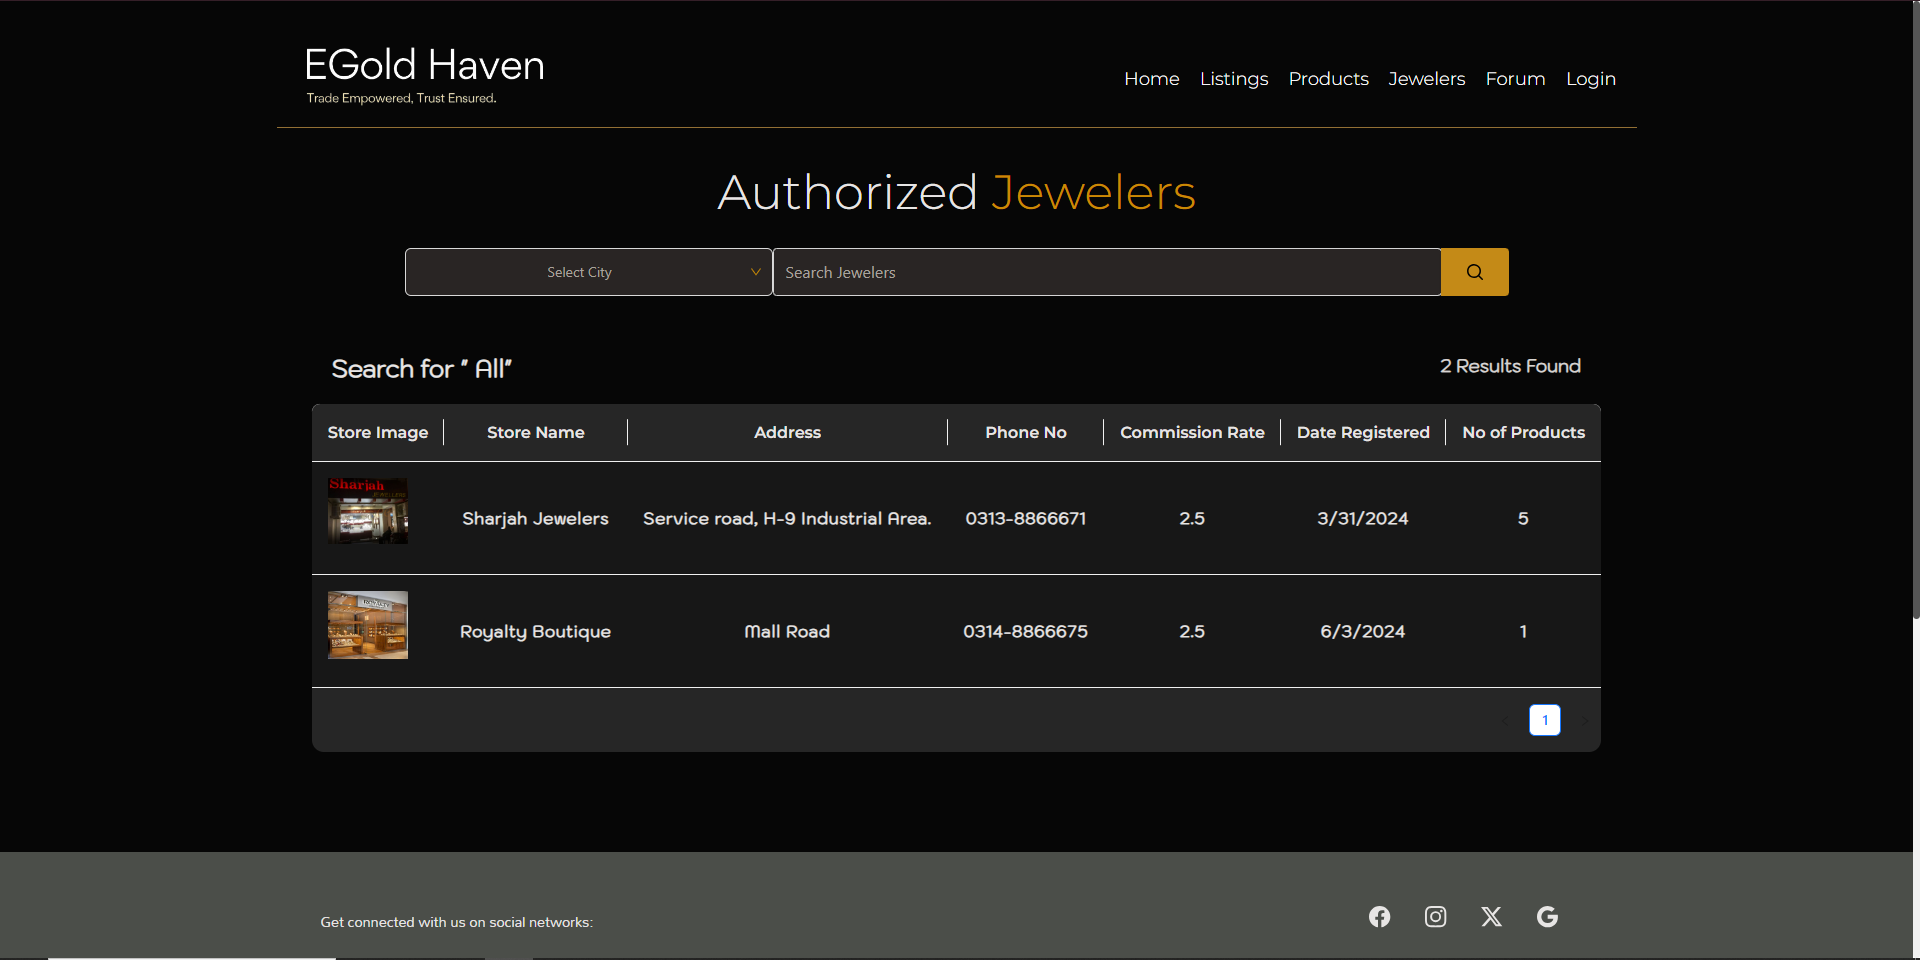 EGold Haven
Trade Empowered, Trust Ensured.
Home Listings Products Jewelers Forum Login
Authorized Jewelers
Select City
Search Jewelers
Search for " All"
2 Results Found
Store Image Store Name Address Phone No Commission Rate Date Registered No of Products
Sharjah
Sharjah Jewelers Service road, H-9 Industrial Area. 0313-8866671 2.5 3/31/2024 5
Royalty Boutique Mall Road 0314-8866675 2.5 6/3/2024 1
1
Get connected with us on social networks: